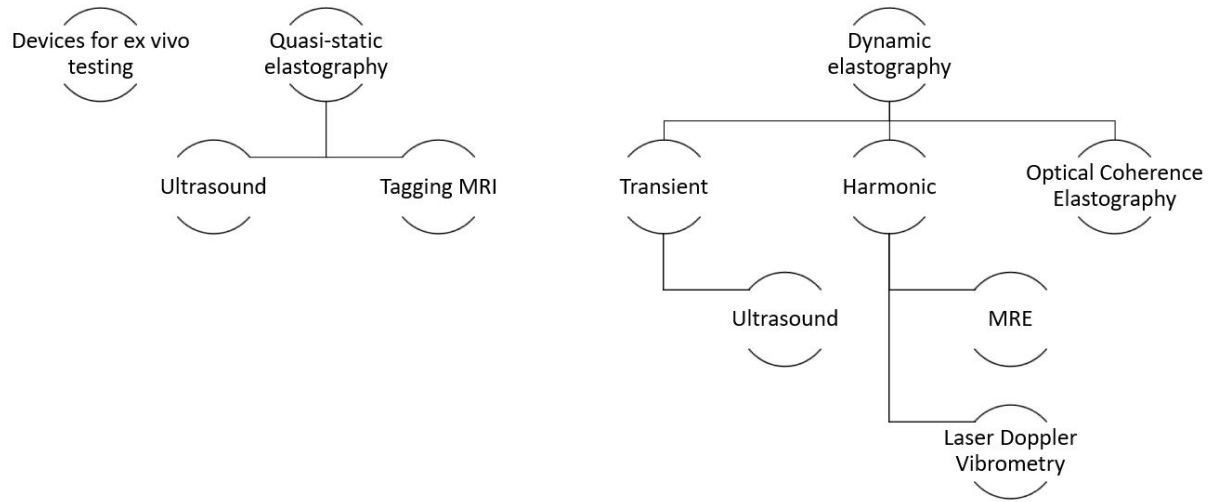 Devices for ex vivo
testing
Quasi-static
elastography
Dynamic
elastography
Ultrasound
Tagging MRI
Transient
Harmonic
Optical Coherence
Elastography
Ultrasound
MRE
Laser Doppler
Vibrometry